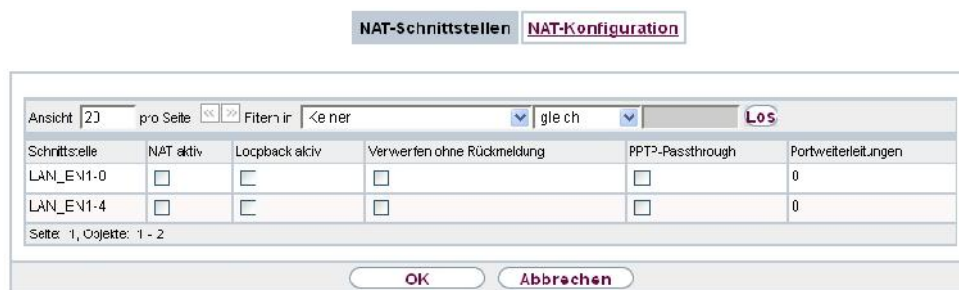 NAT-Schnittstellen NAT-Konfiguration
Ansicht 20 pro Seite << >> Filtern in Keiner gleich Los
Schnittstelle NAT aktiv Loopback aktiv Verwerfen ohne Rückmeldung PPTP-Passthrough Portweiterleitungen
LAN_EN1-0 0
LAN_EN1-4 0
Seite: 1, Objekte: 1 - 2
OK Abbrechen